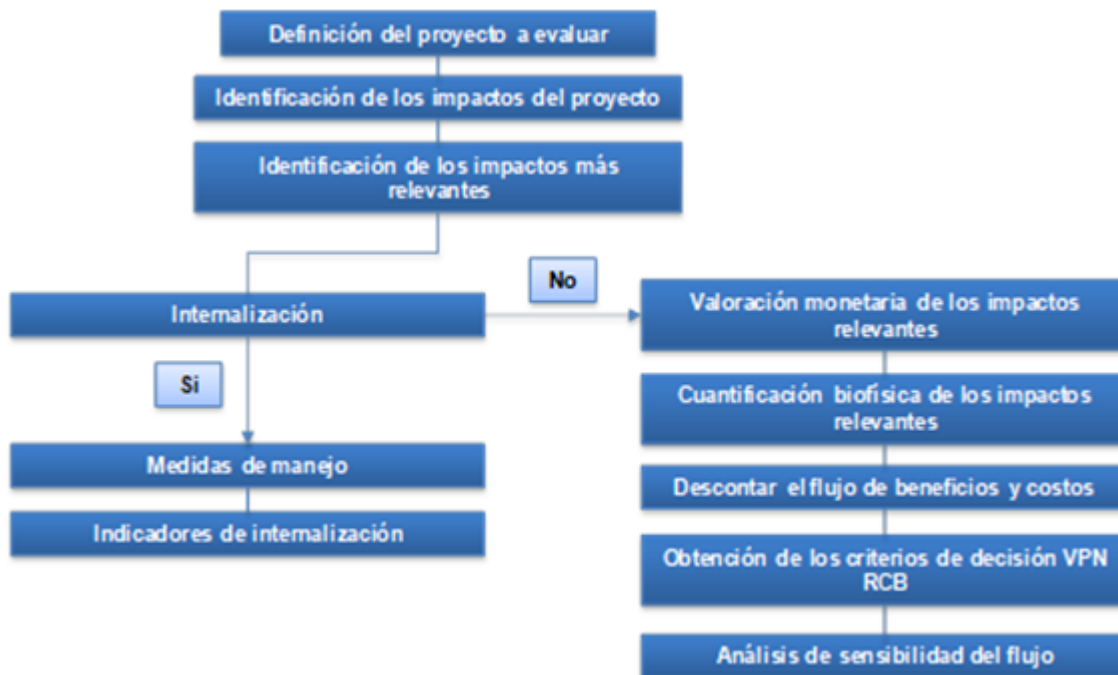 Definición del proyecto a evaluar
Identificación de los impactos del proyecto
Identificación de los impactos más
relevantes
No
Internalización
Si
Medidas de manejo
Indicadores de internalización
Valoración monetaria de los impactos
relevantes
Cuantificación biofísica de los impactos
relevantes
Descontar el flujo de beneficios y costos
Obtención de los criterios de decisión VPN
RCB
Análisis de sensibilidad del flujo